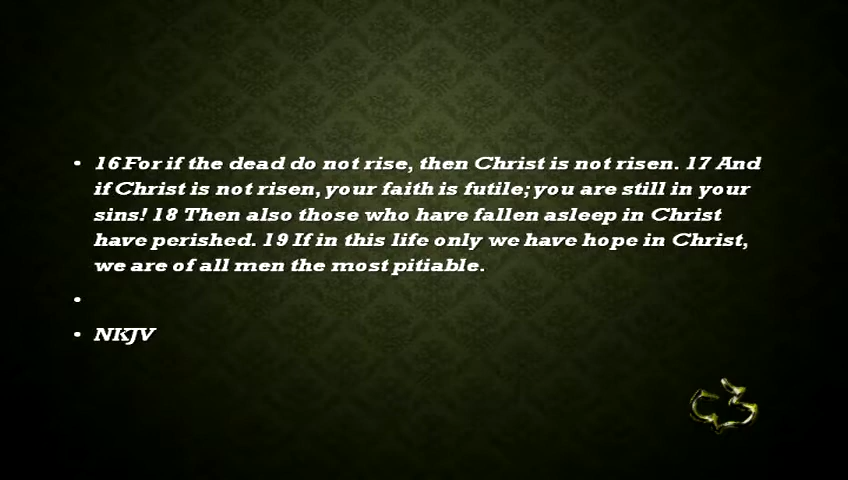 • 16 For if the dead do not rise, then Christ is not risen. 17 And
if Christ is not risen, your faith is futile; you are still in your
sins! 18 Then also those who have fallen asleep in Christ
have perished. 19 If in this life only we have hope in Christ,
we are of all men the most pitiable.
•
• NKJV
C3